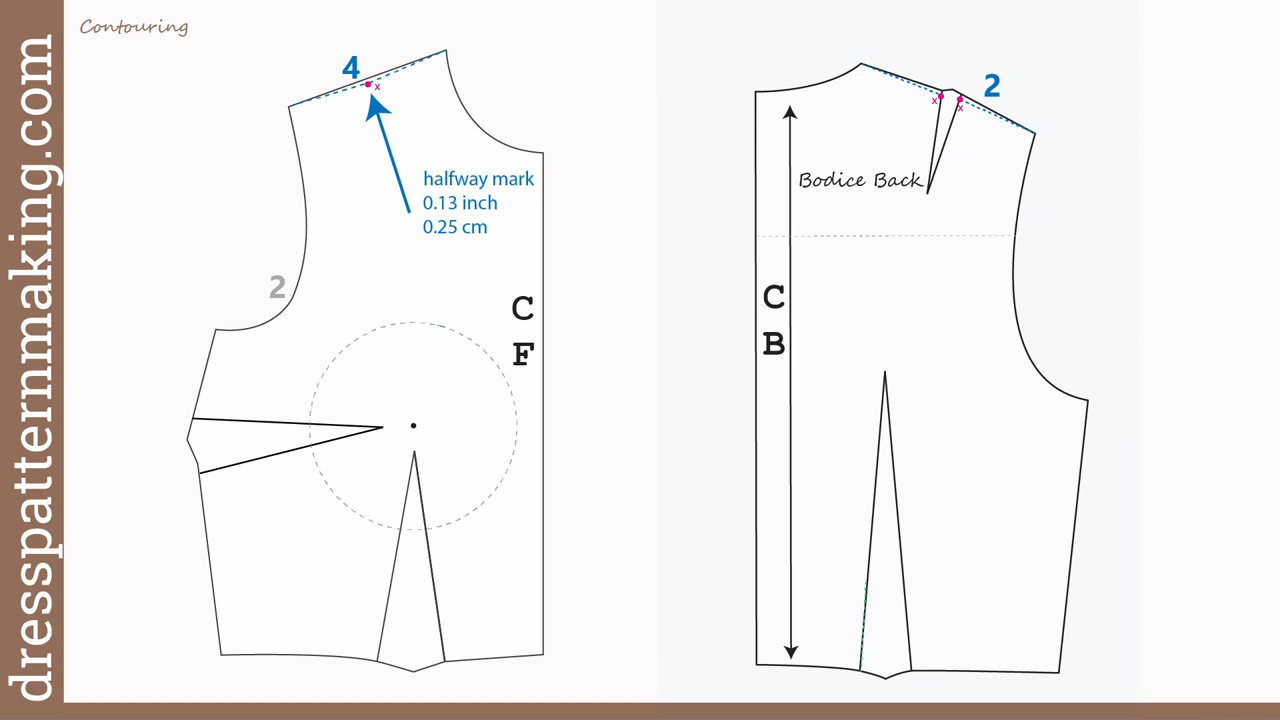 dresspatternmaking.com
Contouring
4
x
halfway mark
0.13 inch
0.25 cm
2
C
F
2
x
x
Bodice Back
C
B